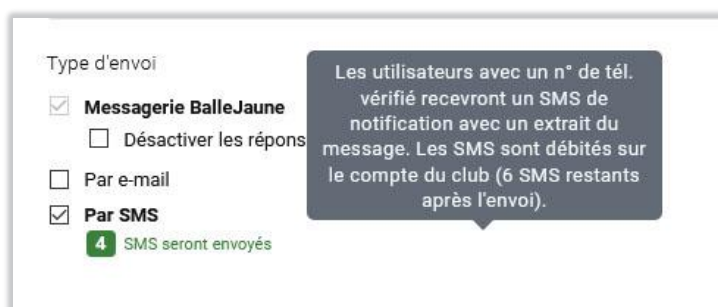 Type d'envoi
Messagerie BalleJaune
Désactiver les répons
Par e-mail
Par SMS
4 SMS seront envoyés
Les utilisateurs avec un n° de tél.
vérifié recevront un SMS de
notification avec un extrait du
message. Les SMS sont débités sur
le compte du club (6 SMS restants
après l'envoi).